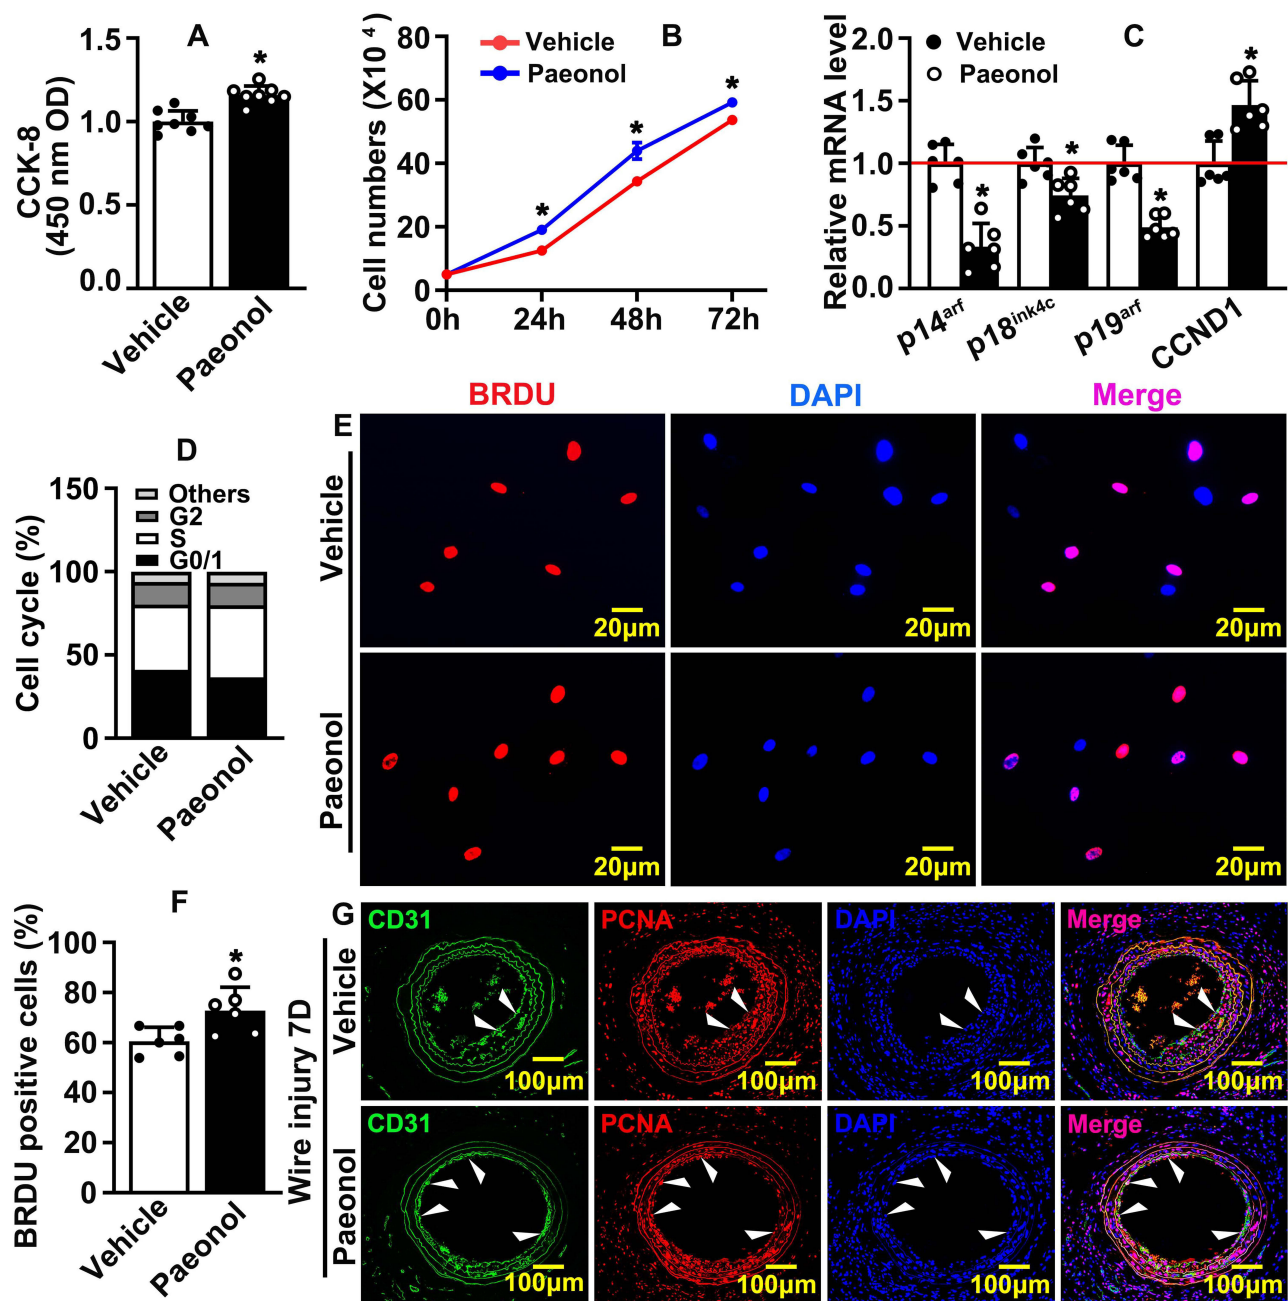 A
CCK-8
(450 nm OD)
1.5
1.0
0.5
0.0
*
Vehicle
Paeonol
B
Cell numbers (X10 4)
80
60
40
20
0
Vehicle
Paeonol
*
*
*
0h
24h
48h
72h
C
Relative mRNA level
2.0
1.5
1.0
0.5
0.0
Vehicle
Paeonol
*
*
*
*
p14arf
p18ink4c
p19arf
CCND1
D
Cell cycle (%)
150
100
50
0
Others
G2
S
G0/1
Vehicle
Paeonol
E
BRDU
DAPI
Merge
Vehicle
20μm
20μm
20μm
Paeonol
20μm
20μm
20μm
F
BRDU positive cells (%)
100
80
60
40
20
0
*
Vehicle
Paeonol
G
Wire injury 7D
Vehicle
CD31
PCNA
DAPI
Merge
100μm
100μm
100μm
100μm
Paeonol
CD31
PCNA
DAPI
Merge
100μm
100μm
100μm
100μm